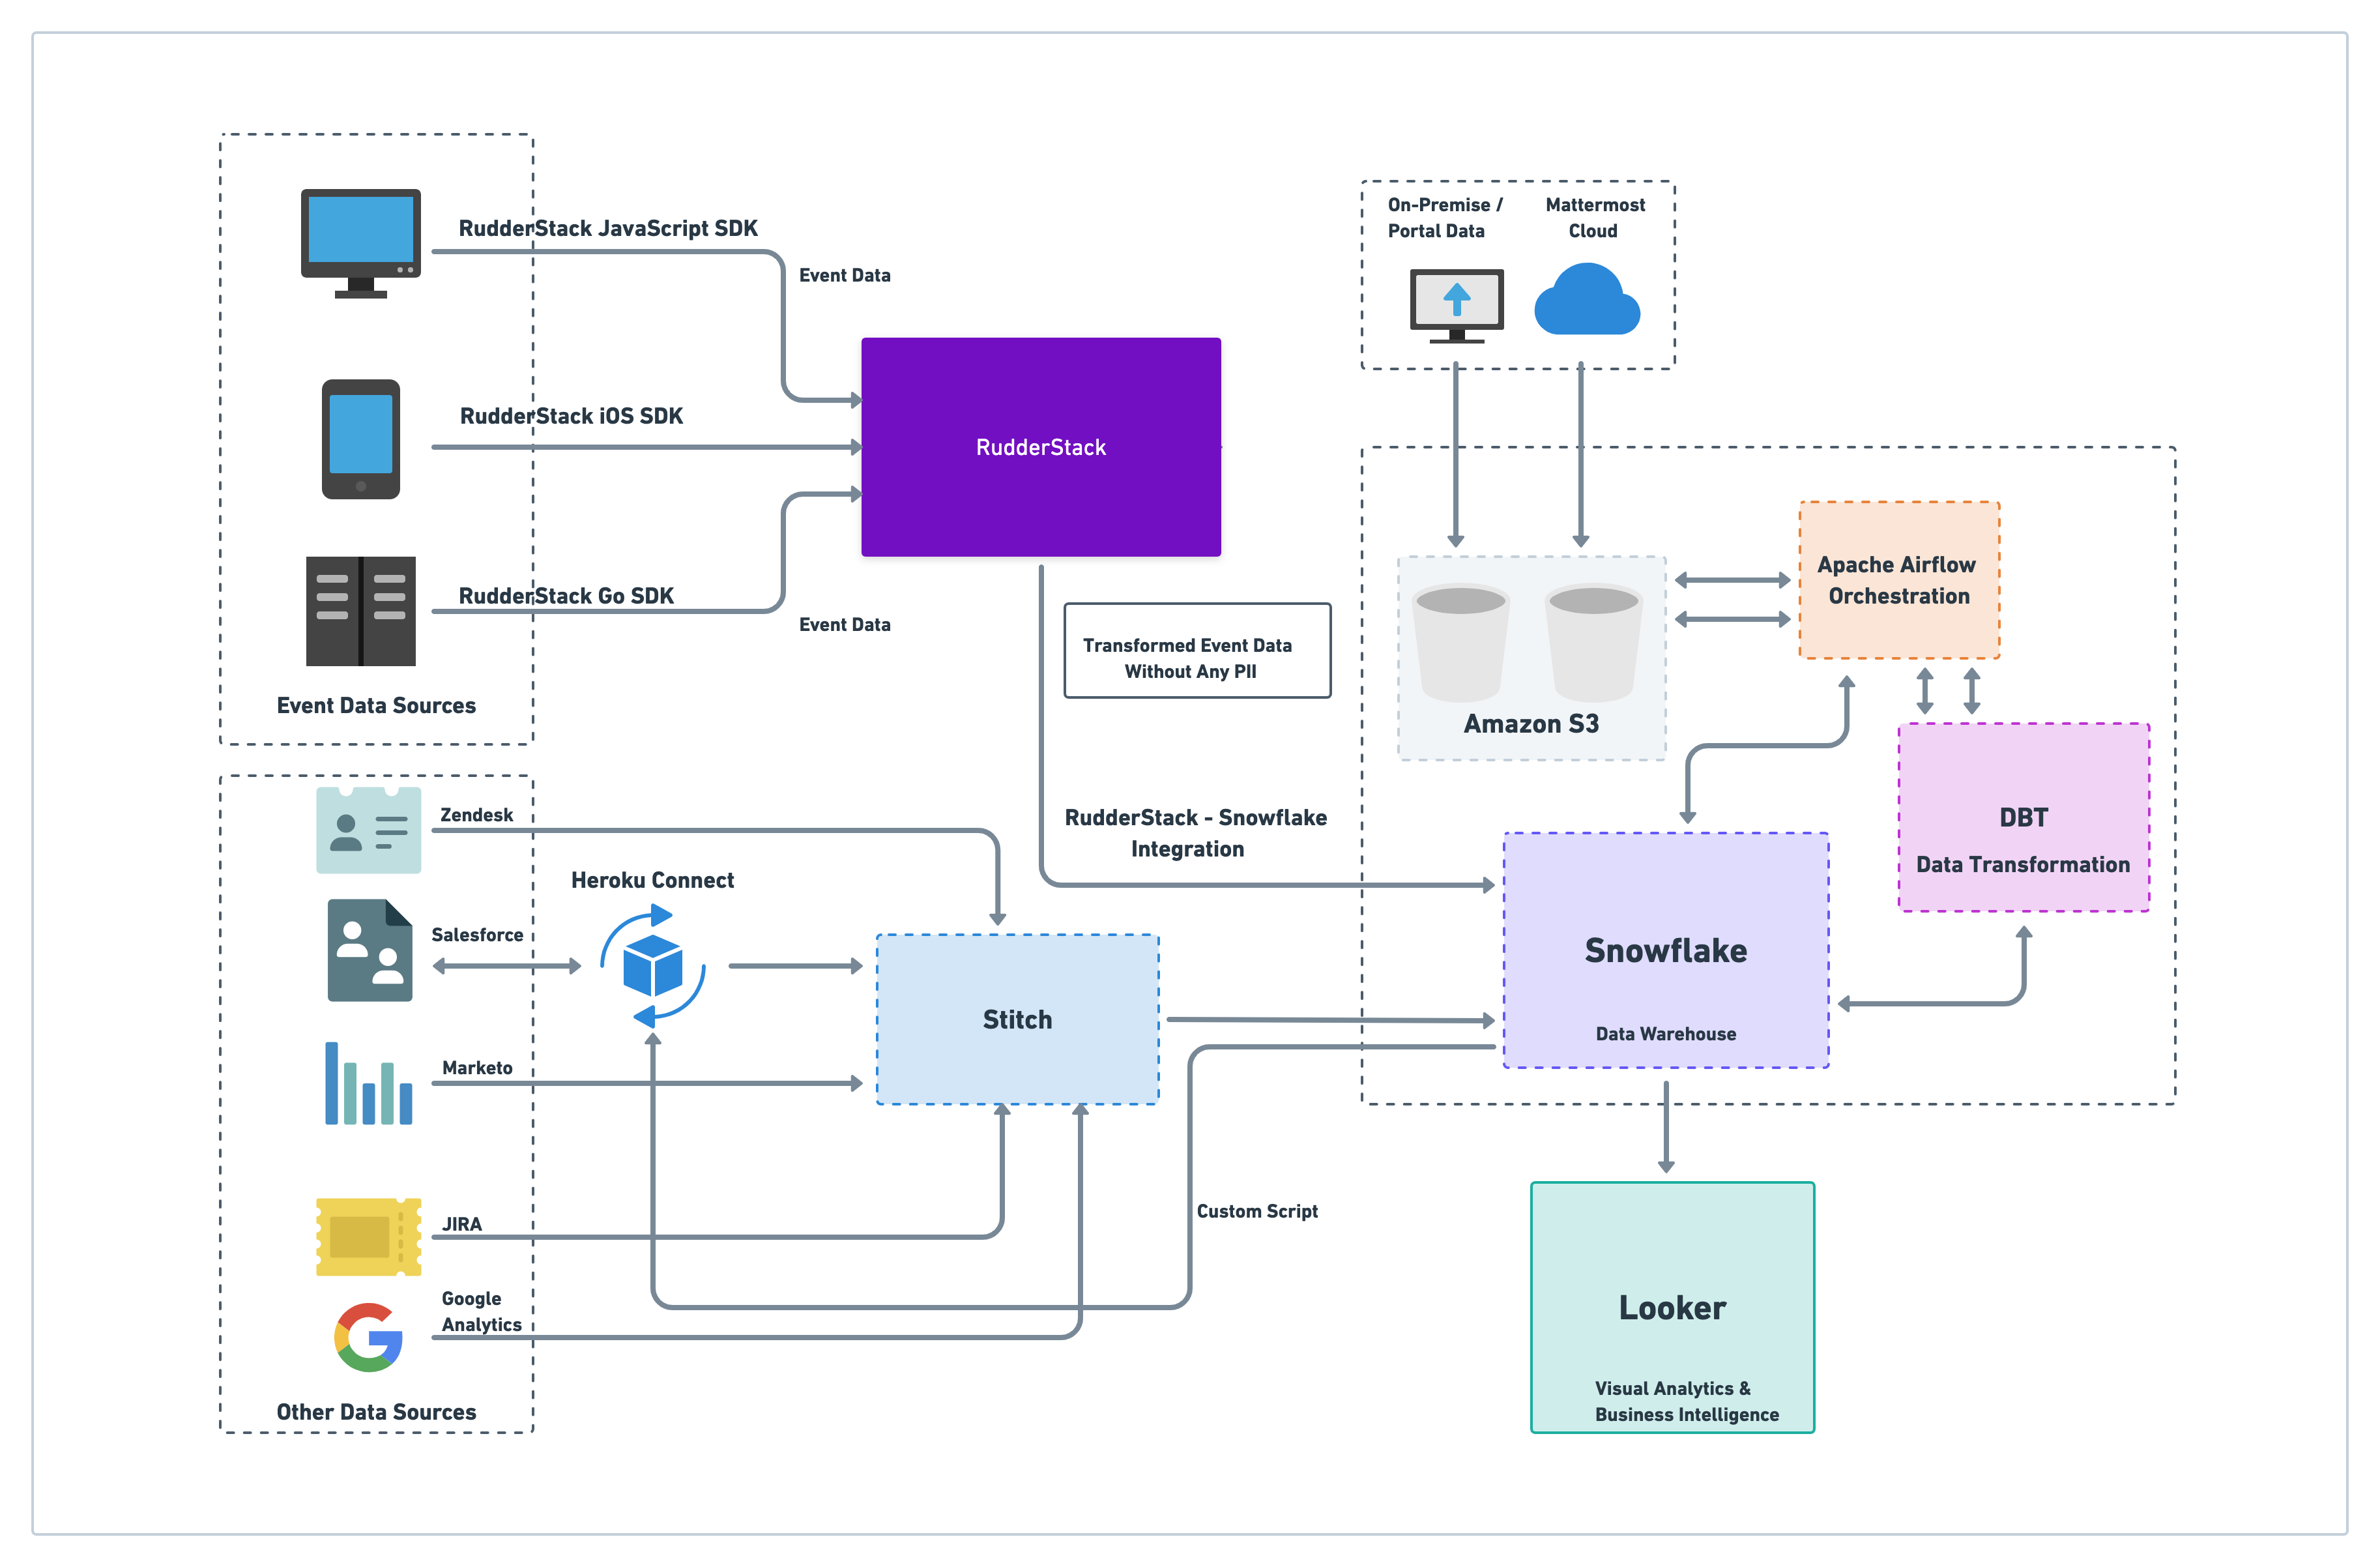 RudderStack JavaScript SDK
Event Data
RudderStack iOS SDK
RudderStack
RudderStack Go SDK
Event Data
Event Data Sources
On-Premise /
Portal Data
Mattermost
Cloud
Transformed Event Data
Without Any PII
Amazon S3
Apache Airflow
Orchestration
DBT
Data Transformation
RudderStack - Snowflake
Integration
Zendesk
Heroku Connect
Salesforce
Marketo
Stitch
Snowflake
Data Warehouse
JIRA
Custom Script
Google
Analytics
Other Data Sources
Looker
Visual Analytics &
Business Intelligence